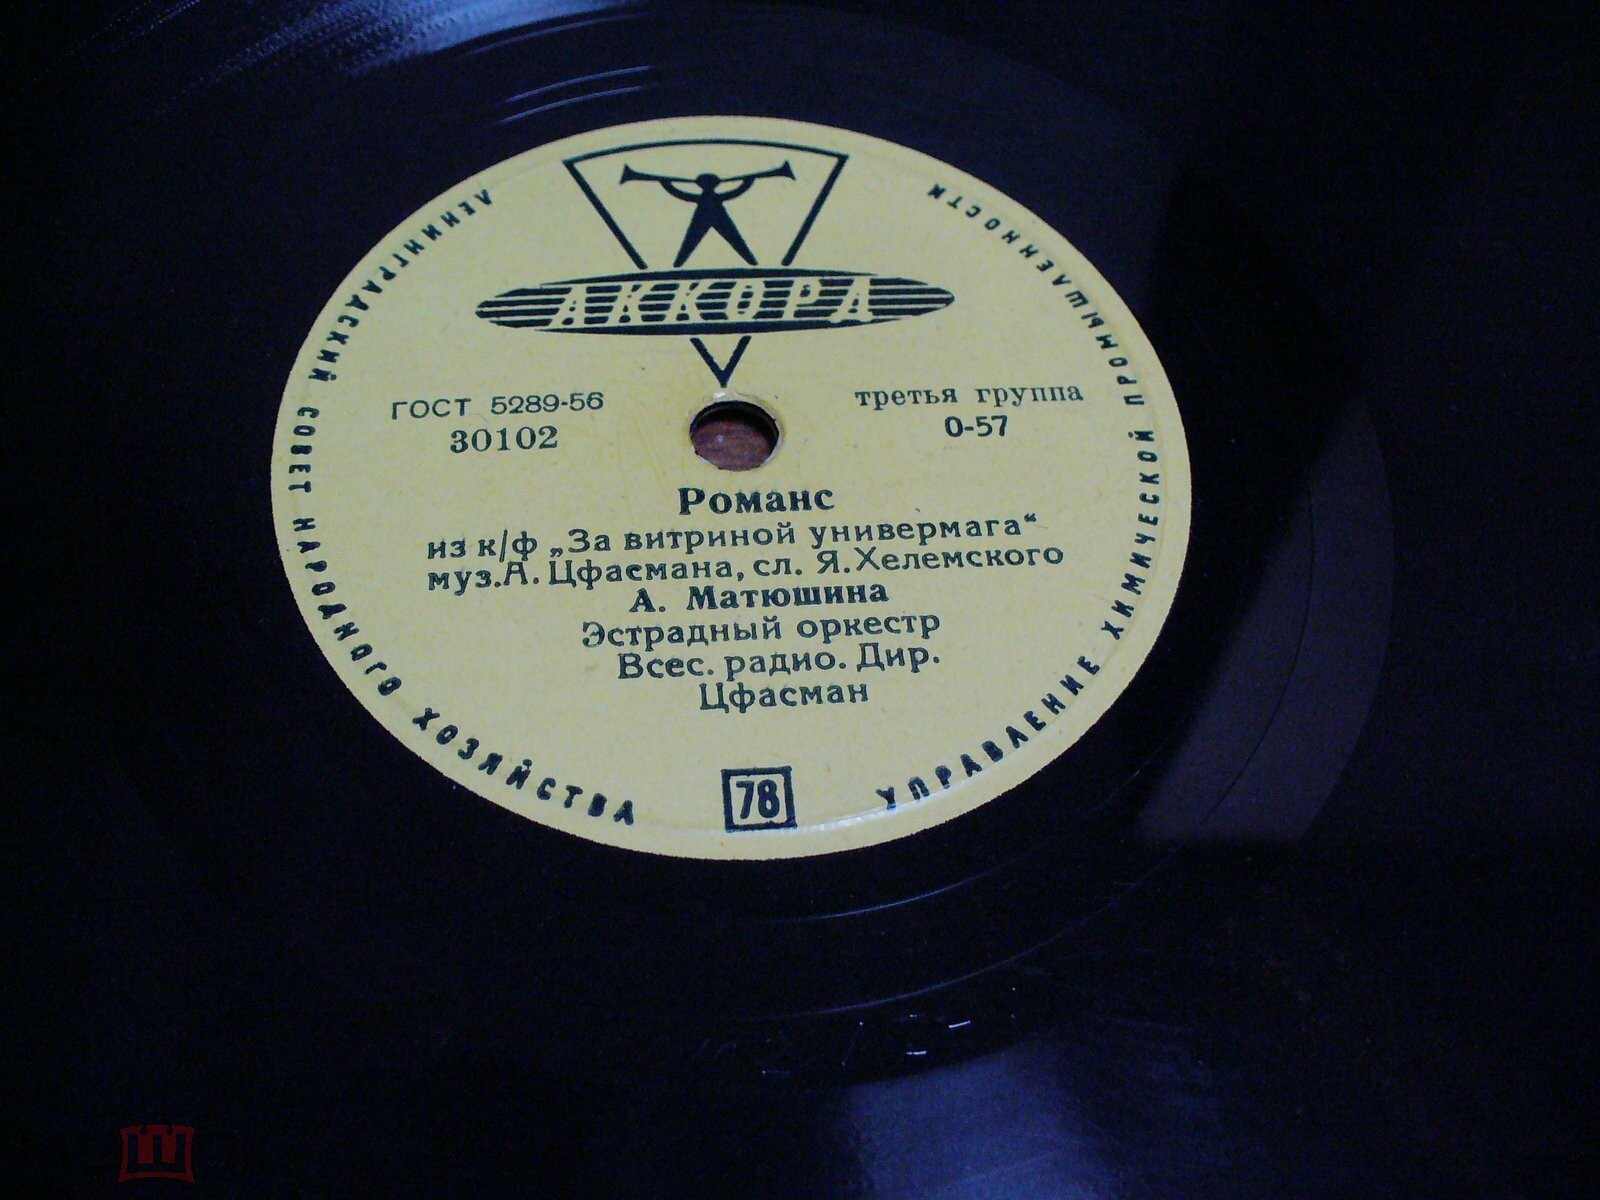 АККОРД
ЛЕНИНГРАДСКИЙ СОВЕТ НАРОДНОГО ХОЗЯЙСТВА
УПРАВЛЕНИЕ ХИМИЧЕСКОЙ ПРОМЫШЛЕННОСТИ
ГОСТ 5289-56
30102
третья группа
0-57
Романс
из к/ф „За витриной универмага“
муз.А. Цфасмана, сл. Я.Хелемского
А. Матюшина
Эстрадный оркестр
Всес. радио. Дир.
Цфасман
78